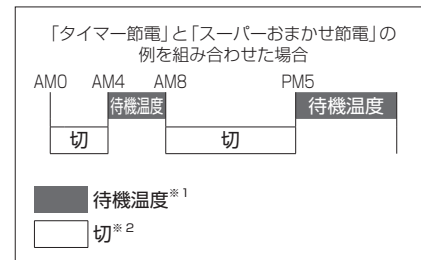 「タイマー節電」と「スーパーおまかせ節電」の
例を組み合わせた場合
AM0 AM4 AM8 PM5
待機温度 待機温度
切 切
待機温度※1
切※2